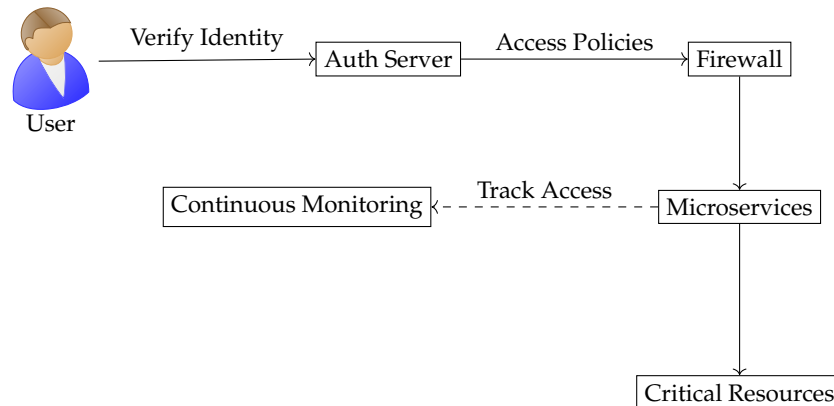 Verify Identity
Auth Server
Access Policies
Firewall
User
Continuous Monitoring
Track Access
Microservices
Critical Resources